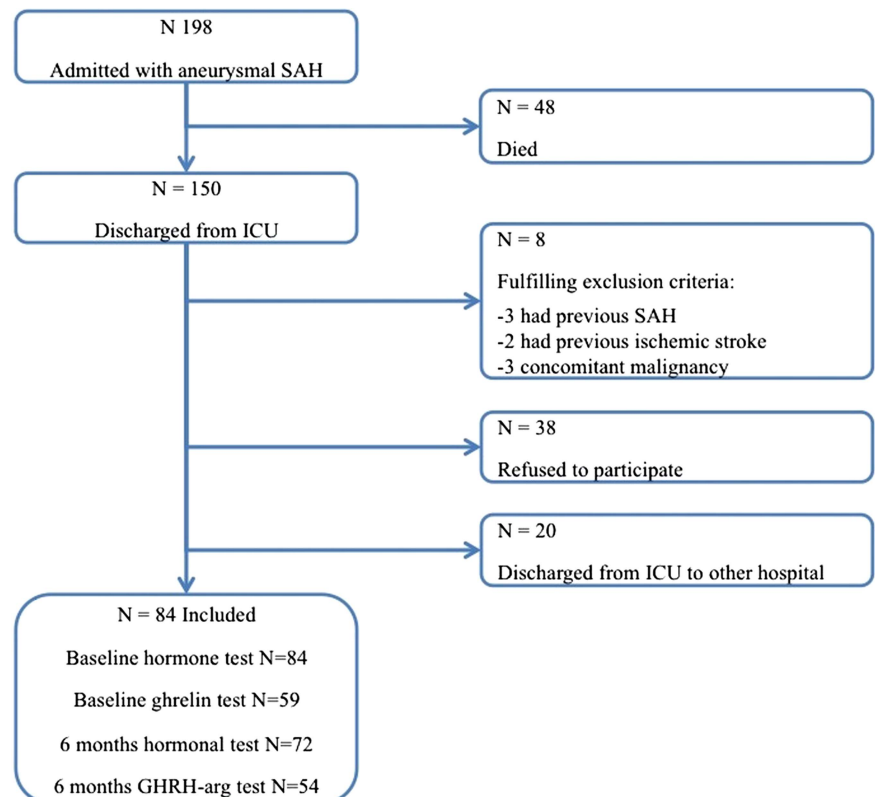 N 198
Admitted with aneurysmal SAH
N = 48
Died
N = 150
Discharged from ICU
N = 8
Fulfilling exclusion criteria:
-3 had previous SAH
-2 had previous ischemic stroke
-3 concomitant malignancy
N = 38
Refused to participate
N = 20
Discharged from ICU to other hospital
N = 84 Included
Baseline hormone test N=84
Baseline ghrelin test N=59
6 months hormonal test N=72
6 months GHRH-arg test N=54